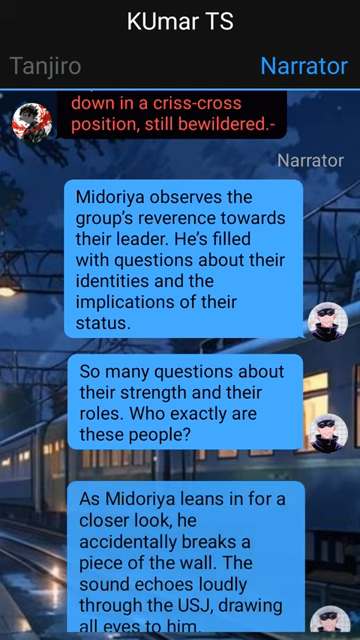 KUmar TS
Tanjiro
Narrator
down in a criss-cross
position, still bewildered.-
Narrator
Midoriya observes the
group's reverence towards
their leader. He's filled
with questions about their
identities and the
implications of their
status.
So many questions about
their strength and their
roles. Who exactly are
these people?
As Midoriya leans in for a
closer look, he
accidentally breaks a
piece of the wall. The
sound echoes loudly
through the USJ, drawing
all eyes to him.